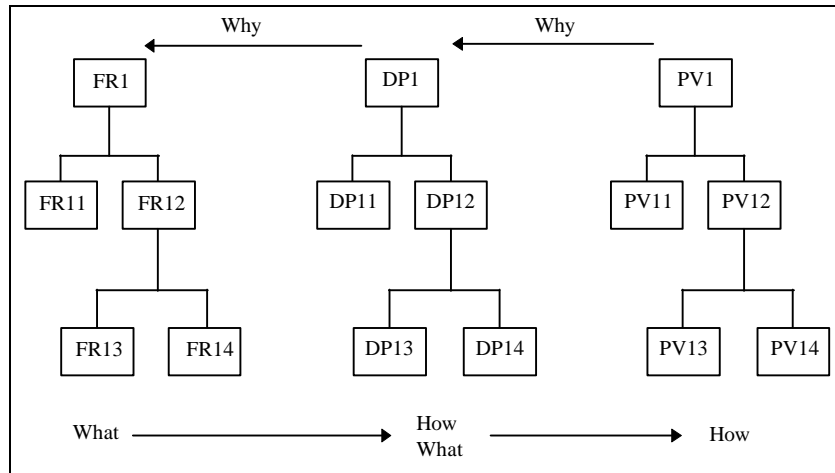 Why Why
FR1 DP1 PV1
FR11 FR12 DP11 DP12 PV11 PV12
FR13 FR14 DP13 DP14 PV13 PV14
What How How
What